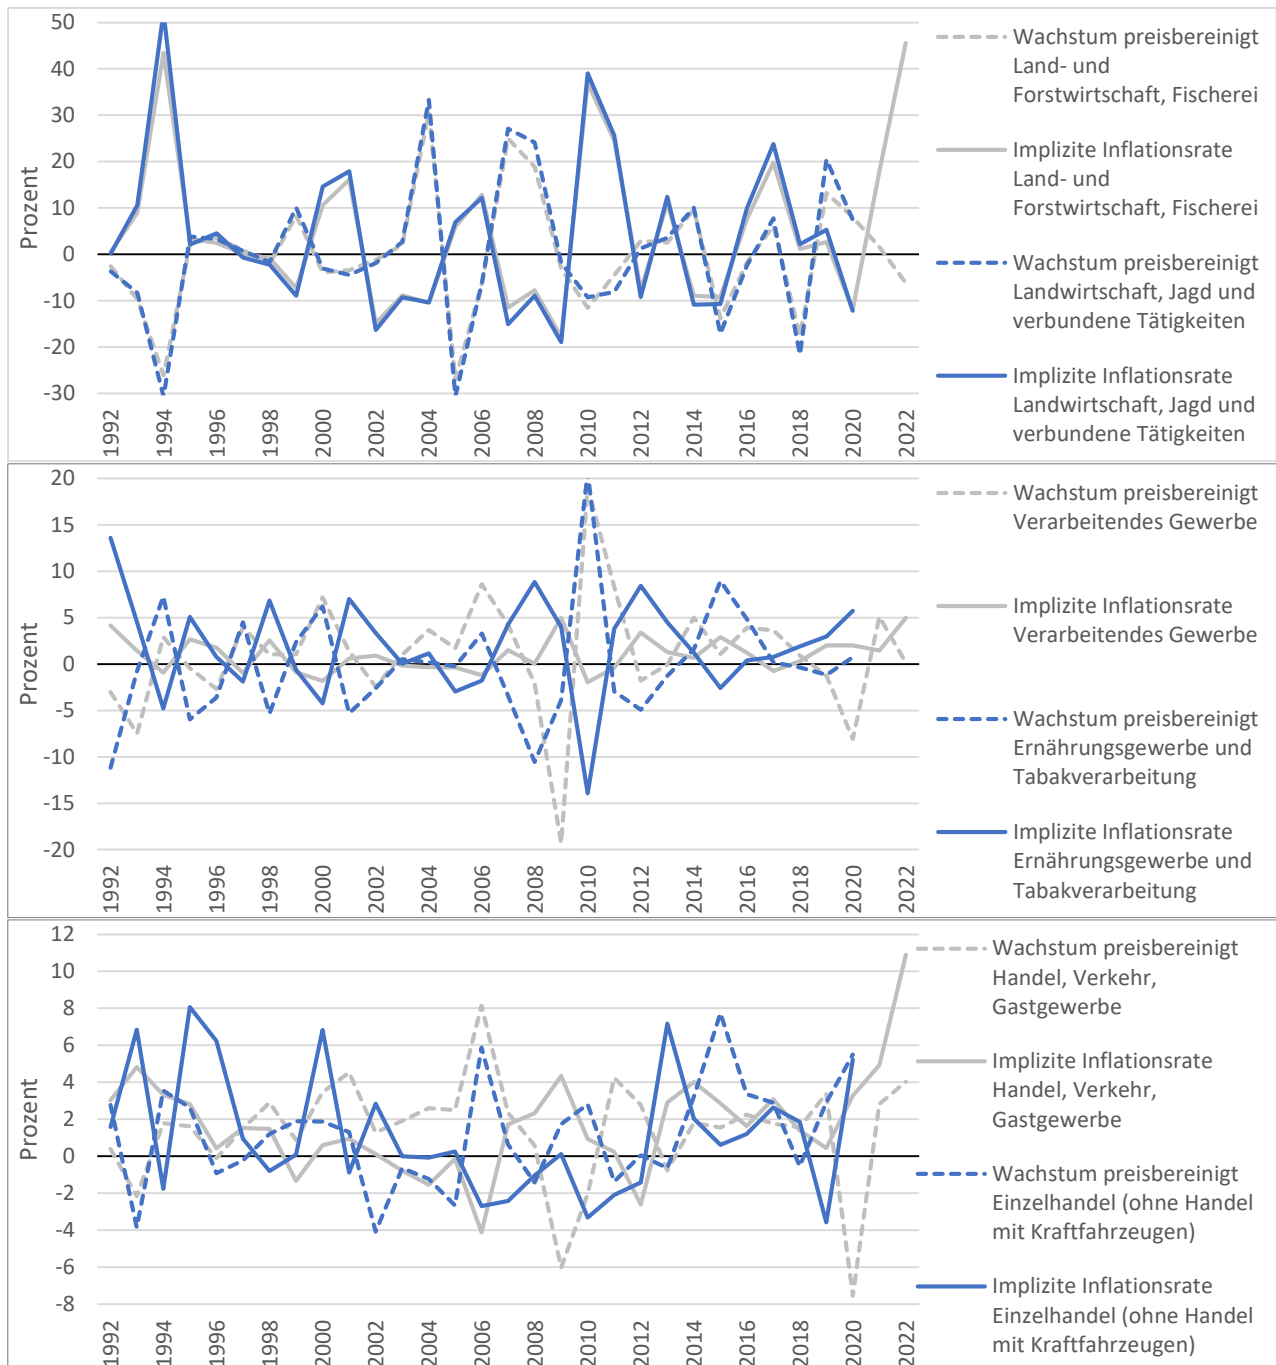 50
40
30
20
10
0
-10
-20
-30
Prozent
1992
1994
1996
1998
2000
2002
2004
2006
2008
2010
2012
2014
2016
2018
2020
2022
Wachstum preisbereinigt
Land- und
Forstwirtschaft, Fischerei
Implizite Inflationsrate
Land- und
Forstwirtschaft, Fischerei
Wachstum preisbereinigt
Landwirtschaft, Jagd und
verbundene Tätigkeiten
Implizite Inflationsrate
Landwirtschaft, Jagd und
verbundene Tätigkeiten
20
15
10
5
0
-5
-10
-15
-20
Prozent
1992
1994
1996
1998
2000
2002
2004
2006
2008
2010
2012
2014
2016
2018
2020
2022
Wachstum preisbereinigt
Verarbeitendes Gewerbe
Implizite Inflationsrate
Verarbeitendes Gewerbe
Wachstum preisbereinigt
Ernährungsgewerbe und
Tabakverarbeitung
Implizite Inflationsrate
Ernährungsgewerbe und
Tabakverarbeitung
12
10
8
6
4
2
0
-2
-4
-6
-8
Prozent
1992
1994
1996
1998
2000
2002
2004
2006
2008
2010
2012
2014
2016
2018
2020
2022
Wachstum preisbereinigt
Handel, Verkehr,
Gastgewerbe
Implizite Inflationsrate
Handel, Verkehr,
Gastgewerbe
Wachstum preisbereinigt
Einzelhandel (ohne Handel
mit Kraftfahrzeugen)
Implizite Inflationsrate
Einzelhandel (ohne Handel
mit Kraftfahrzeugen)